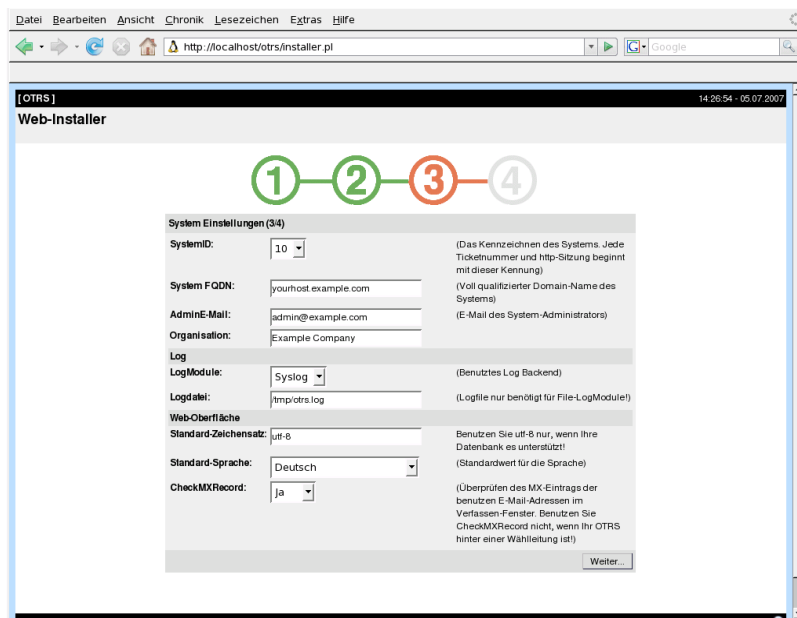 Datei Bearbeiten Ansicht Chronik Lesezeichen Extras Hilfe
http://localhost/otrs/installer.pl
G Google
[ OTRS ] 14:26:54 - 05.07.2007
Web-Installer
1 2 3 4
System Einstellungen (3/4)
SystemID: 10 (Das Kennzeichen des Systems. Jede
Ticketnummer und http-Sitzung beginnt
mit dieser Kennung)
System FQDN: yourhost.example.com (Voll qualifizierter Domain-Name des
Systems)
AdminE-Mail: admin@example.com (E-Mail des System-Administrators)
Organisation: Example Company
Log
LogModule: Syslog (Benutztes Log Backend)
Logdatei: /tmp/otrs.log (Logfile nur benötigt für File-LogModule!)
Web-Oberfläche
Standard-Zeichensatz: utf-8 Benutzen Sie utf-8 nur, wenn Ihre
Datenbank es unterstützt!
Standard-Sprache: Deutsch (Standardwert für die Sprache)
CheckMXRecord: Ja (Überprüfen des MX-Eintrags der
benutzen E-Mail-Adressen im
Verfassen-Fenster. Benutzen Sie
CheckMXRecord nicht, wenn Ihr OTRS
hinter einer Wählleitung ist!)
Weiter...